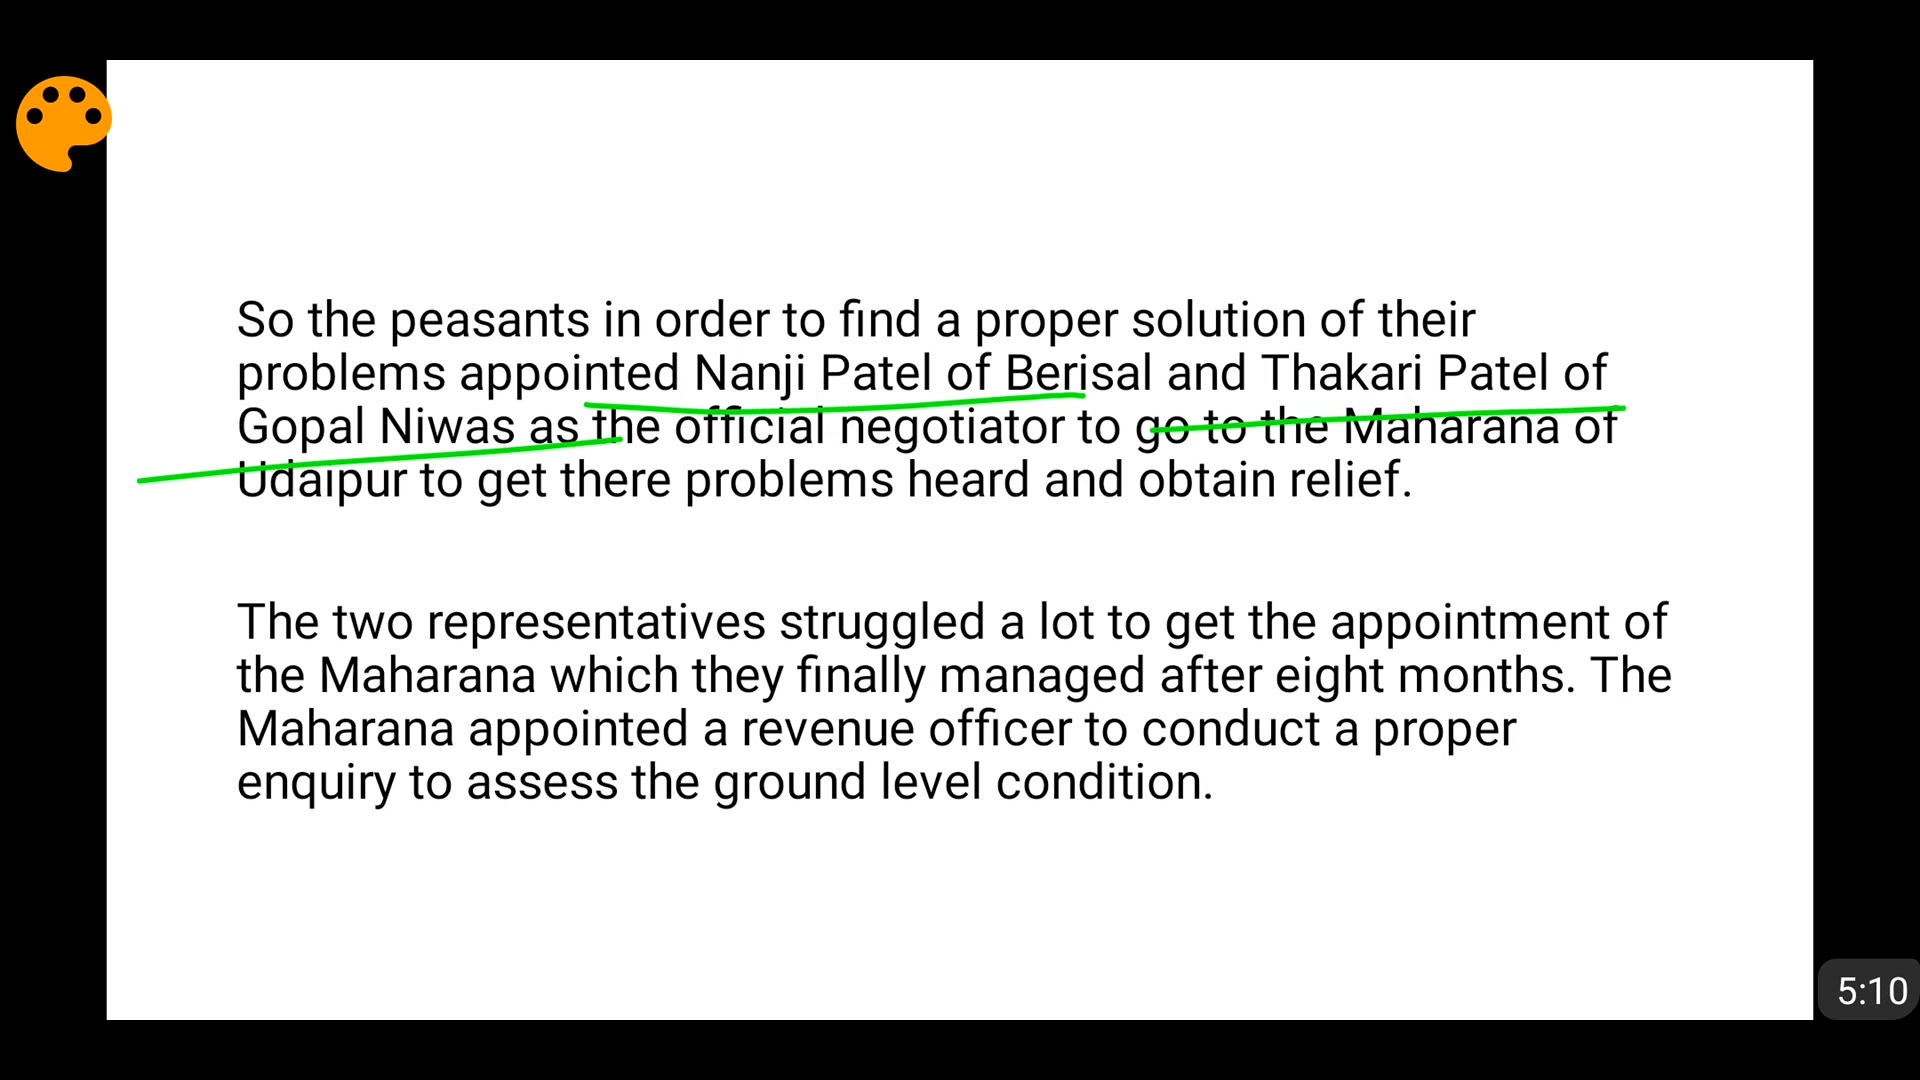 So the peasants in order to find a proper solution of their
problems appointed Nanji Patel of Berisal and Thakari Patel of
Gopal Niwas as the official negotiator to go to the Maharana of
Udaipur to get there problems heard and obtain relief.
The two representatives struggled a lot to get the appointment of
the Maharana which they finally managed after eight months. The
Maharana appointed a revenue officer to conduct a proper
enquiry to assess the ground level condition.
5:10